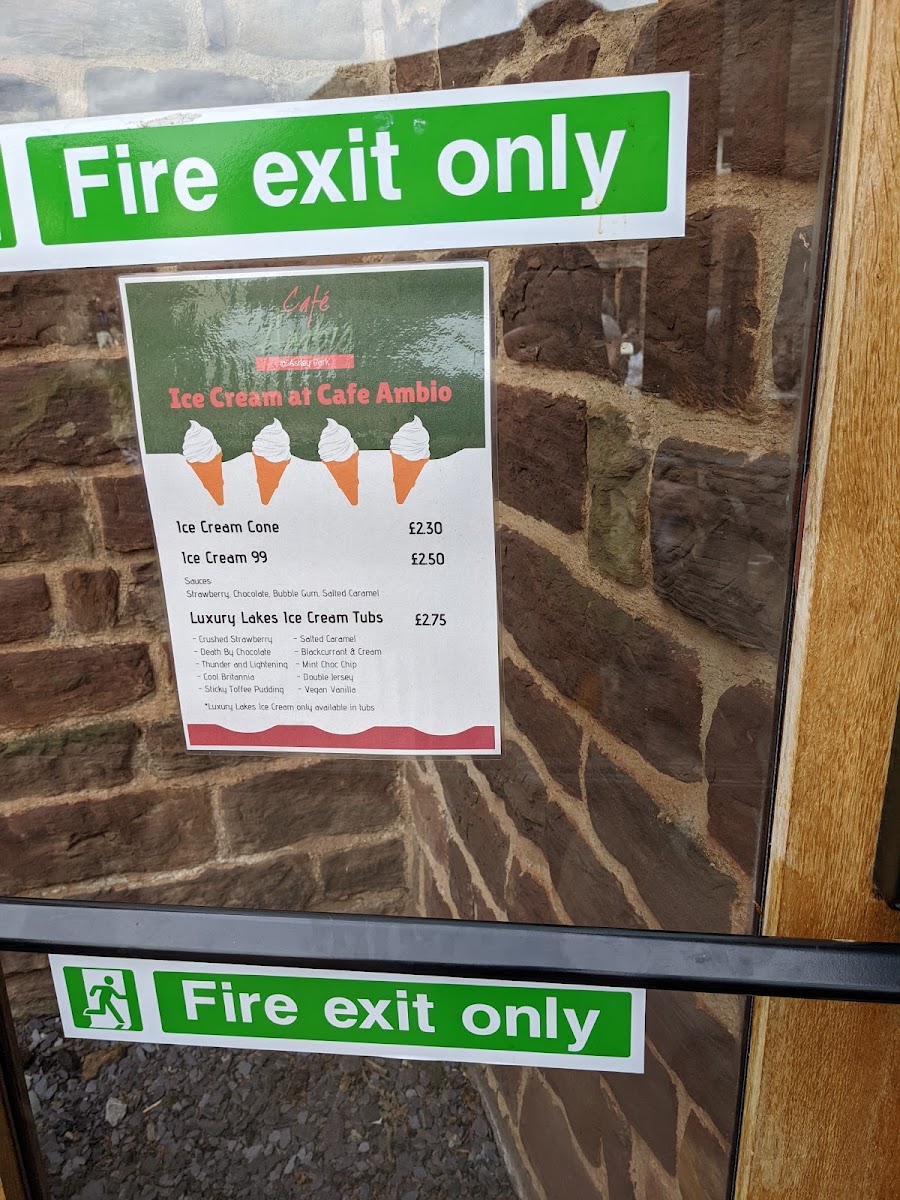 Fire exit only
Café
Ambio
@ Astley Park
Ice Cream at Cafe Ambio
Ice Cream Cone £2.30
Ice Cream 99 £2.50
Sauces:
Strawberry, Chocolate, Bubble Gum, Salted Caramel
Luxury Lakes Ice Cream Tubs £2.75
- Crushed Strawberry - Salted Caramel
- Death By Chocolate - Blackcurrant & Cream
- Thunder and Lightening - Mint Choc Chip
- Cool Britannia - Double Jersey
- Sticky Toffee Pudding - Vegan Vanilla
*Luxury Lakes Ice Cream only available in tubs
Fire exit only